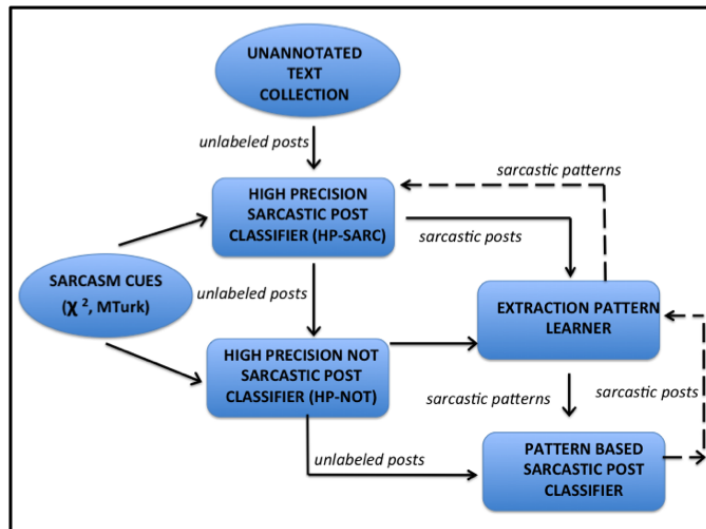 UNANNOTATED
TEXT
COLLECTION
unlabeled posts
sarcastic patterns
HIGH PRECISION
SARCASTIC POST
CLASSIFIER (HP-SARC)
sarcastic posts
SARCASM CUES
(χ ², MTurk)
unlabeled posts
EXTRACTION PATTERN
LEARNER
HIGH PRECISION NOT
SARCASTIC POST
CLASSIFIER (HP-NOT)
sarcastic patterns
sarcastic posts
unlabeled posts
PATTERN BASED
SARCASTIC POST
CLASSIFIER